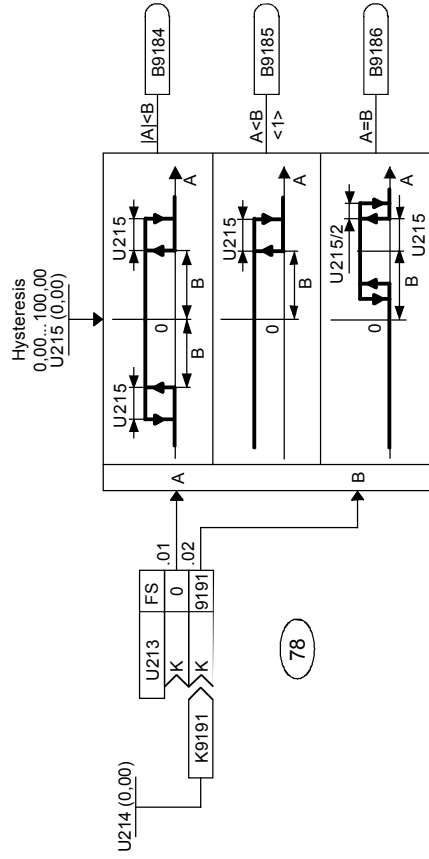 Hysteresis
0,00... 100,00
U215 (0,00)
U214 (0,00)
K9191
U213 FS
K 0 .01
K 9191 .02
78
A
B
U215
U215
B
B
0
A
|A|<B
B9184
U215
B
0
A
A<B
<1>
B9185
U215/2
B
U215
0
A
A=B
B9186